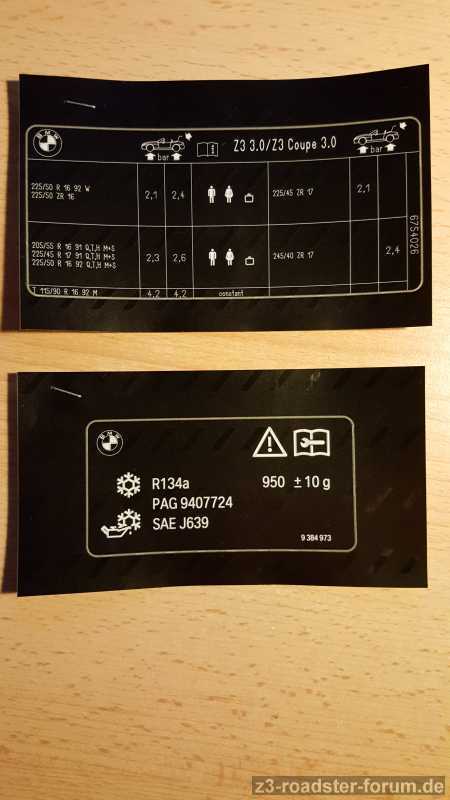 BMW
bar
Z3 3.0/Z3 Coupe 3.0
bar
225/50 R 16 92 W
225/50 ZR 16
2,1
2,4
225/45 ZR 17
2,1
205/55 R 16 91 Q,T,H M+S
225/45 R 17 91 Q,T,H M+S
225/50 R 16 92 Q,T,H M+S
2,3
2,6
245/40 ZR 17
2,4
T 115/90 R 16 92 M
4,2
4,2
constant
6754026
BMW
R134a
950 ±10 g
PAG 9407724
SAE J639
9 384 973
z3-roadster-forum.de